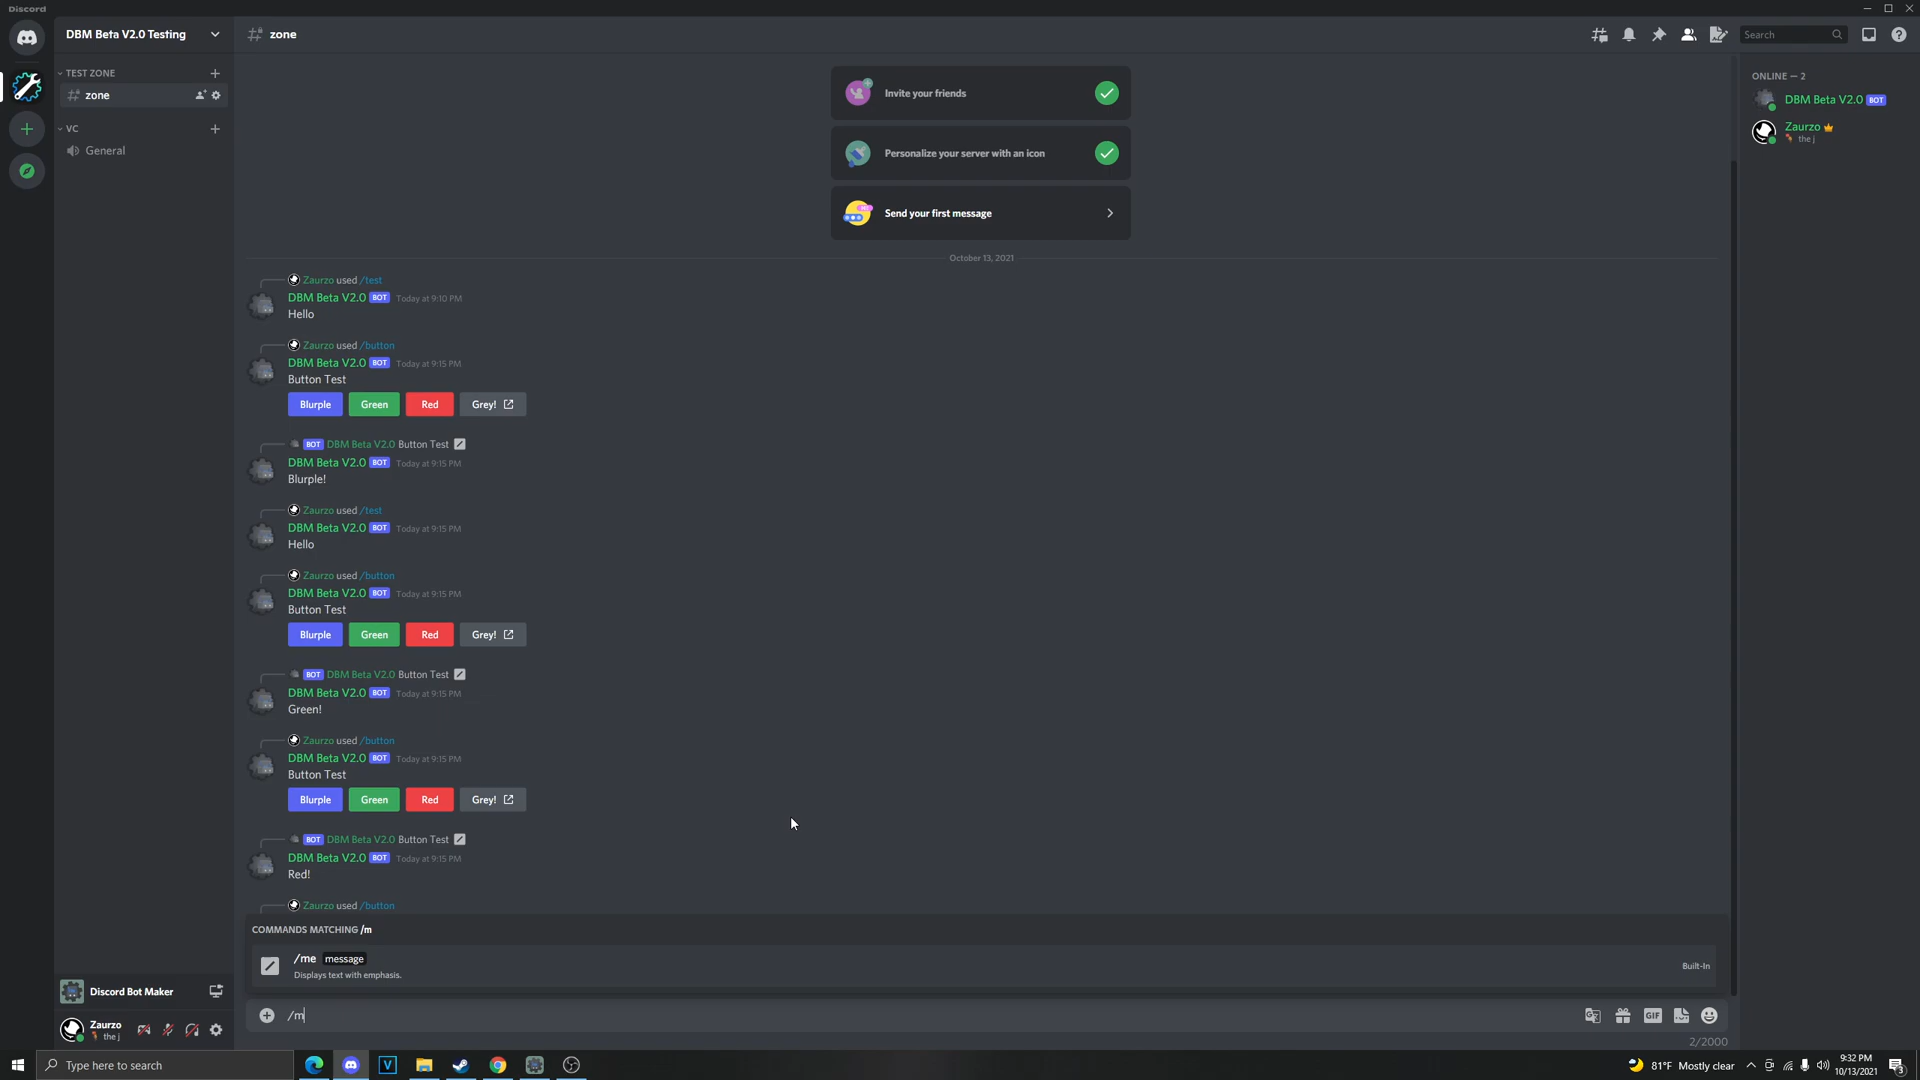 Discord
DBM Beta V2.0 Testing
TEST ZONE
zone
VC
General
Discord Bot Maker
Zaurzo
the j
zone
Search
Invite your friends
Personalize your server with an icon
Send your first message
October 13, 2021
Zaurzo used /test
DBM Beta V2.0 BOT Today at 9:10 PM
Hello
Zaurzo used /button
DBM Beta V2.0 BOT Today at 9:15 PM
Button Test
Blurple Green Red Grey!
BOT DBM Beta V2.0 Button Test
DBM Beta V2.0 BOT Today at 9:15 PM
Blurple!
Zaurzo used /test
DBM Beta V2.0 BOT Today at 9:15 PM
Hello
Zaurzo used /button
DBM Beta V2.0 BOT Today at 9:15 PM
Button Test
Blurple Green Red Grey!
BOT DBM Beta V2.0 Button Test
DBM Beta V2.0 BOT Today at 9:15 PM
Green!
Zaurzo used /button
DBM Beta V2.0 BOT Today at 9:15 PM
Button Test
Blurple Green Red Grey!
BOT DBM Beta V2.0 Button Test
DBM Beta V2.0 BOT Today at 9:15 PM
Red!
Zaurzo used /button
COMMANDS MATCHING /m
/me message
Displays text with emphasis.
Built-In
/m
GIF
2/2000
ONLINE — 2
DBM Beta V2.0 BOT
Zaurzo
the j
Type here to search
V
81°F Mostly clear
9:32 PM
10/13/2021
3